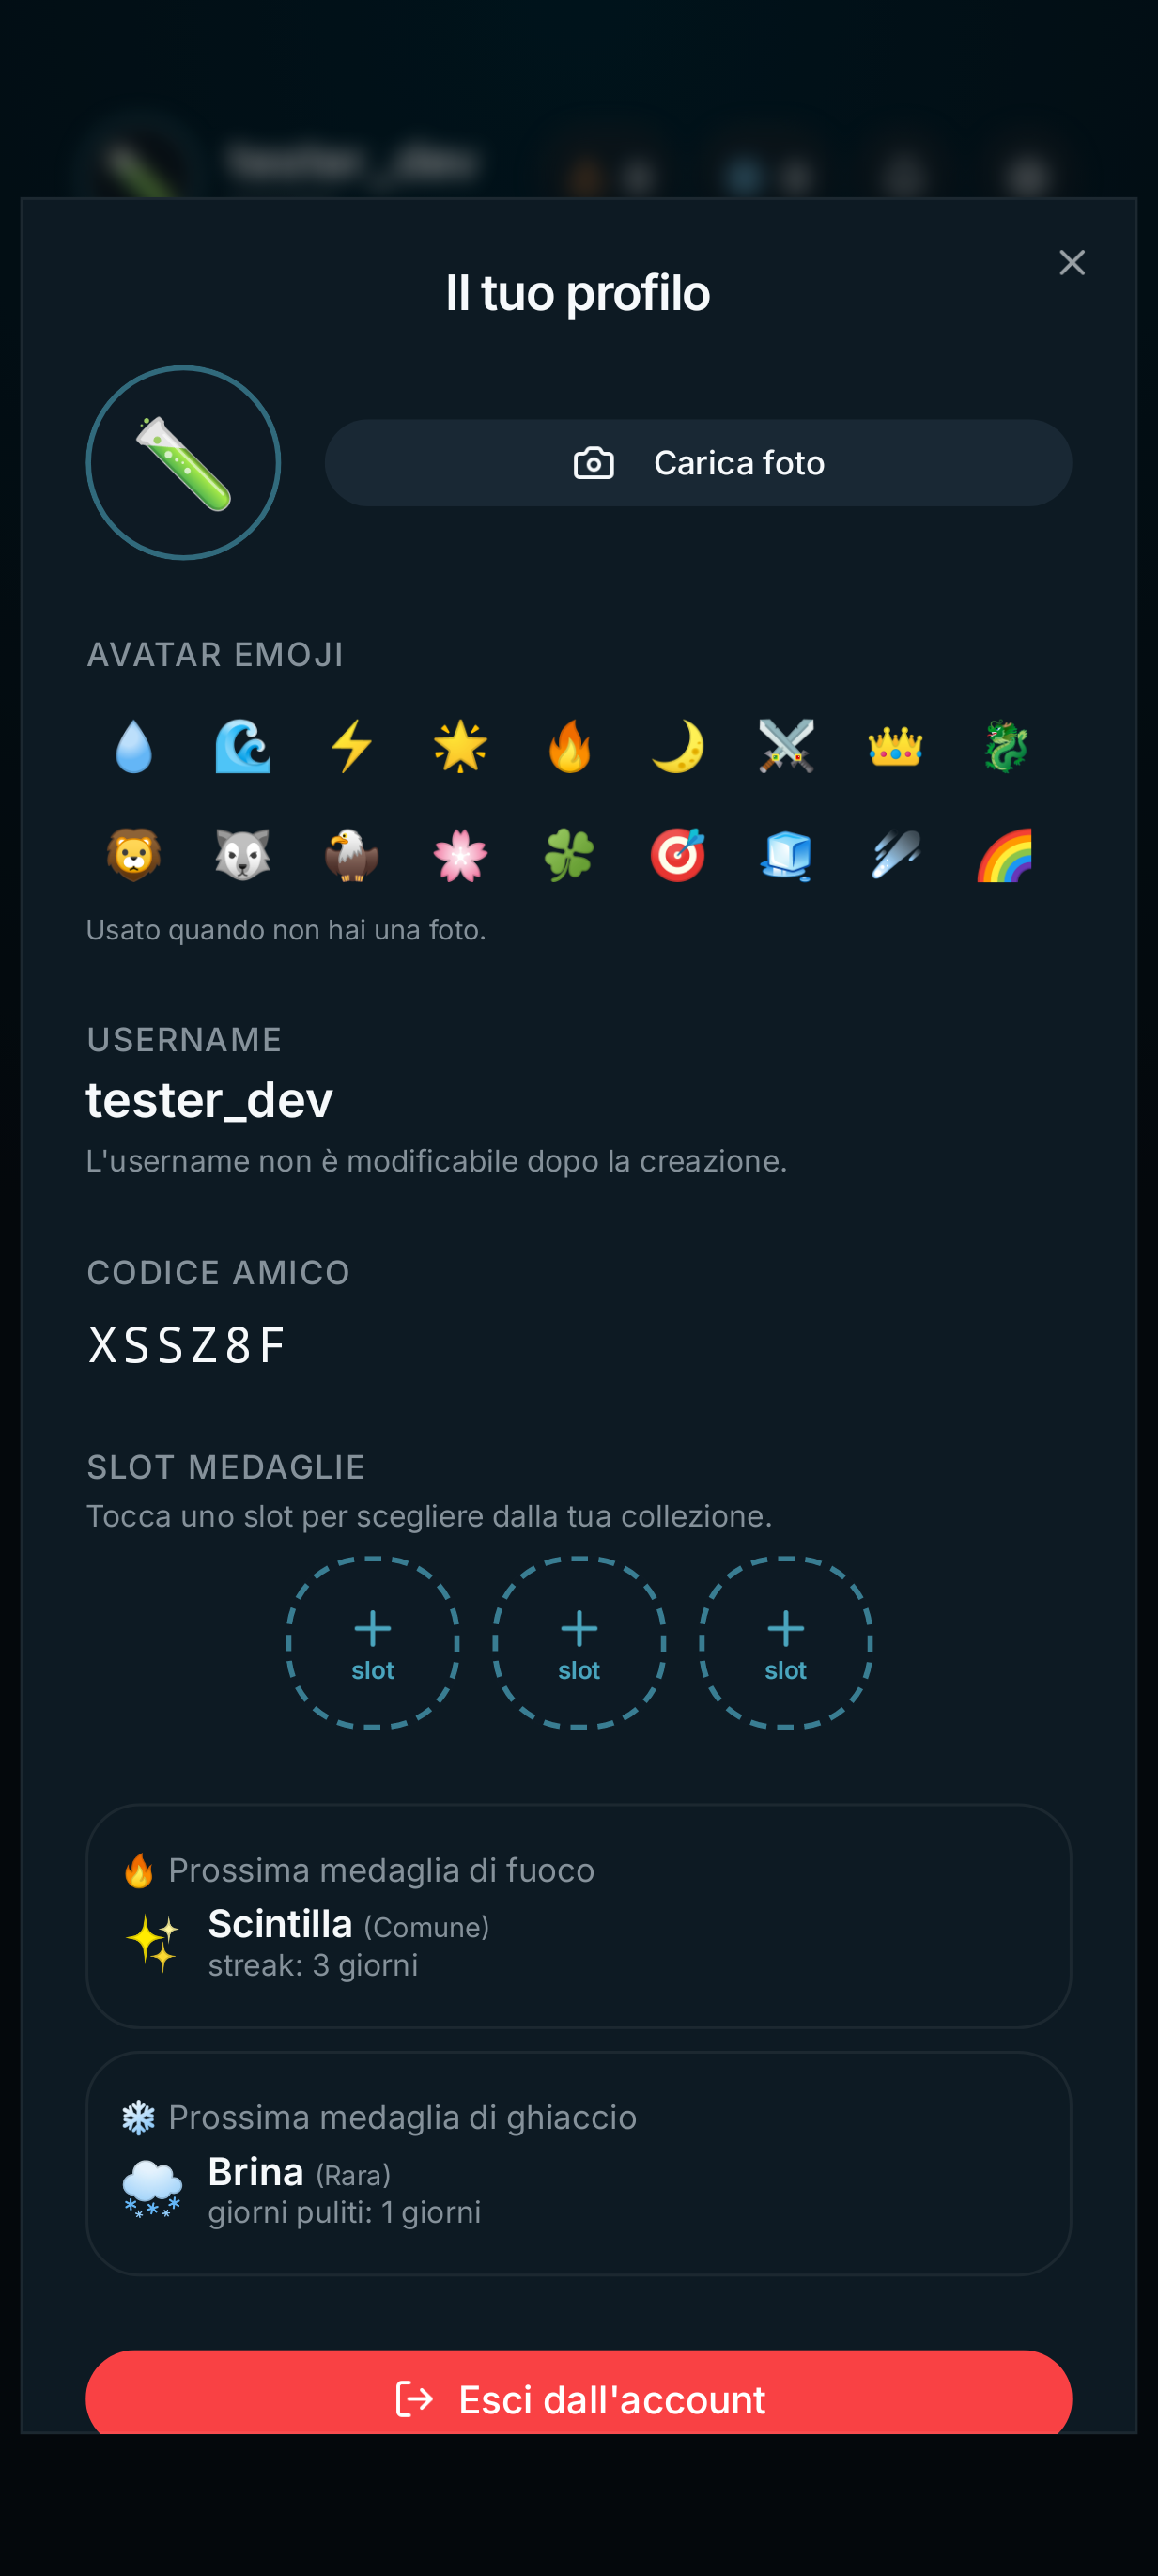 tester_dev
Il tuo profilo
Carica foto
AVATAR EMOJI
Usato quando non hai una foto.
USERNAME
tester_dev
L'username non è modificabile dopo la creazione.
CODICE AMICO
XSSZ8F
SLOT MEDAGLIE
Tocca uno slot per scegliere dalla tua collezione.
slot slot slot
Prossima medaglia di fuoco
Scintilla (Comune)
streak: 3 giorni
Prossima medaglia di ghiaccio
Brina (Rara)
giorni puliti: 1 giorni
Esci dall'account